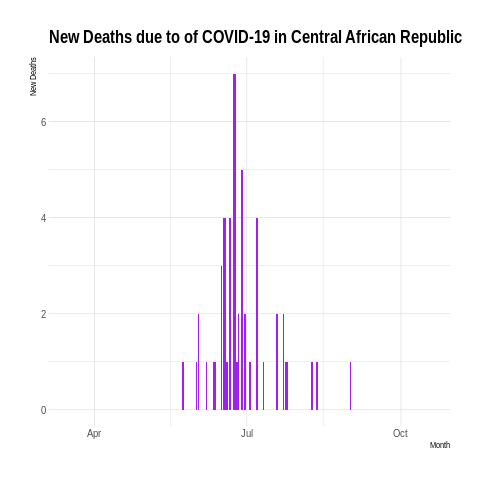 New Deaths due to of COVID-19 in Central African Republic
New Deaths
6
4
2
0
Apr
Jul
Oct
Month